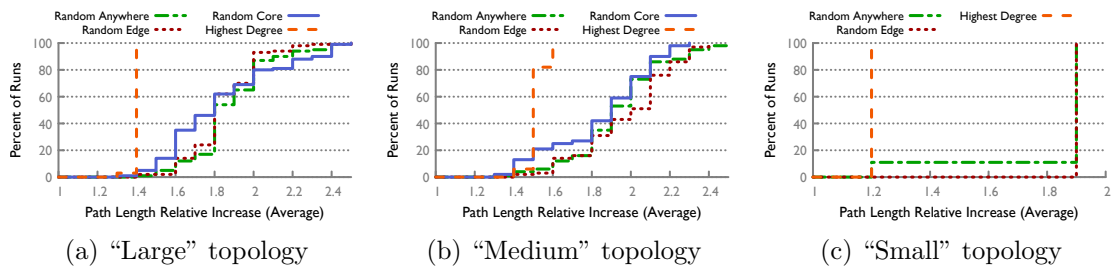 Random Anywhere
Random Edge
Random Core
Highest Degree
Percent of Runs
100
80
60
40
20
0
1 1.2 1.4 1.6 1.8 2 2.2 2.4
Path Length Relative Increase (Average)
(a) “Large” topology
Random Anywhere
Random Edge
Random Core
Highest Degree
Percent of Runs
100
80
60
40
20
0
1 1.2 1.4 1.6 1.8 2 2.2 2.4
Path Length Relative Increase (Average)
(b) “Medium” topology
Random Anywhere
Random Edge
Highest Degree
Percent of Runs
100
80
60
40
20
0
1 1.2 1.4 1.6 1.8 2
Path Length Relative Increase (Average)
(c) “Small” topology